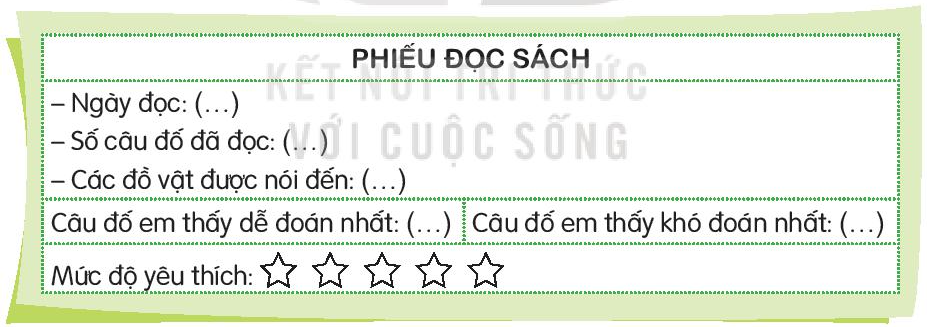 PHIẾU ĐỌC SÁCH
KẾT NỐI TRI THỨC
– Ngày đọc: (…)
– Số câu đố đã đọc: (…)
VỚI CUỘC SỐNG
– Các đồ vật được nói đến: (…)
Câu đố em thấy dễ đoán nhất: (…) Câu đố em thấy khó đoán nhất: (…)
Mức độ yêu thích: